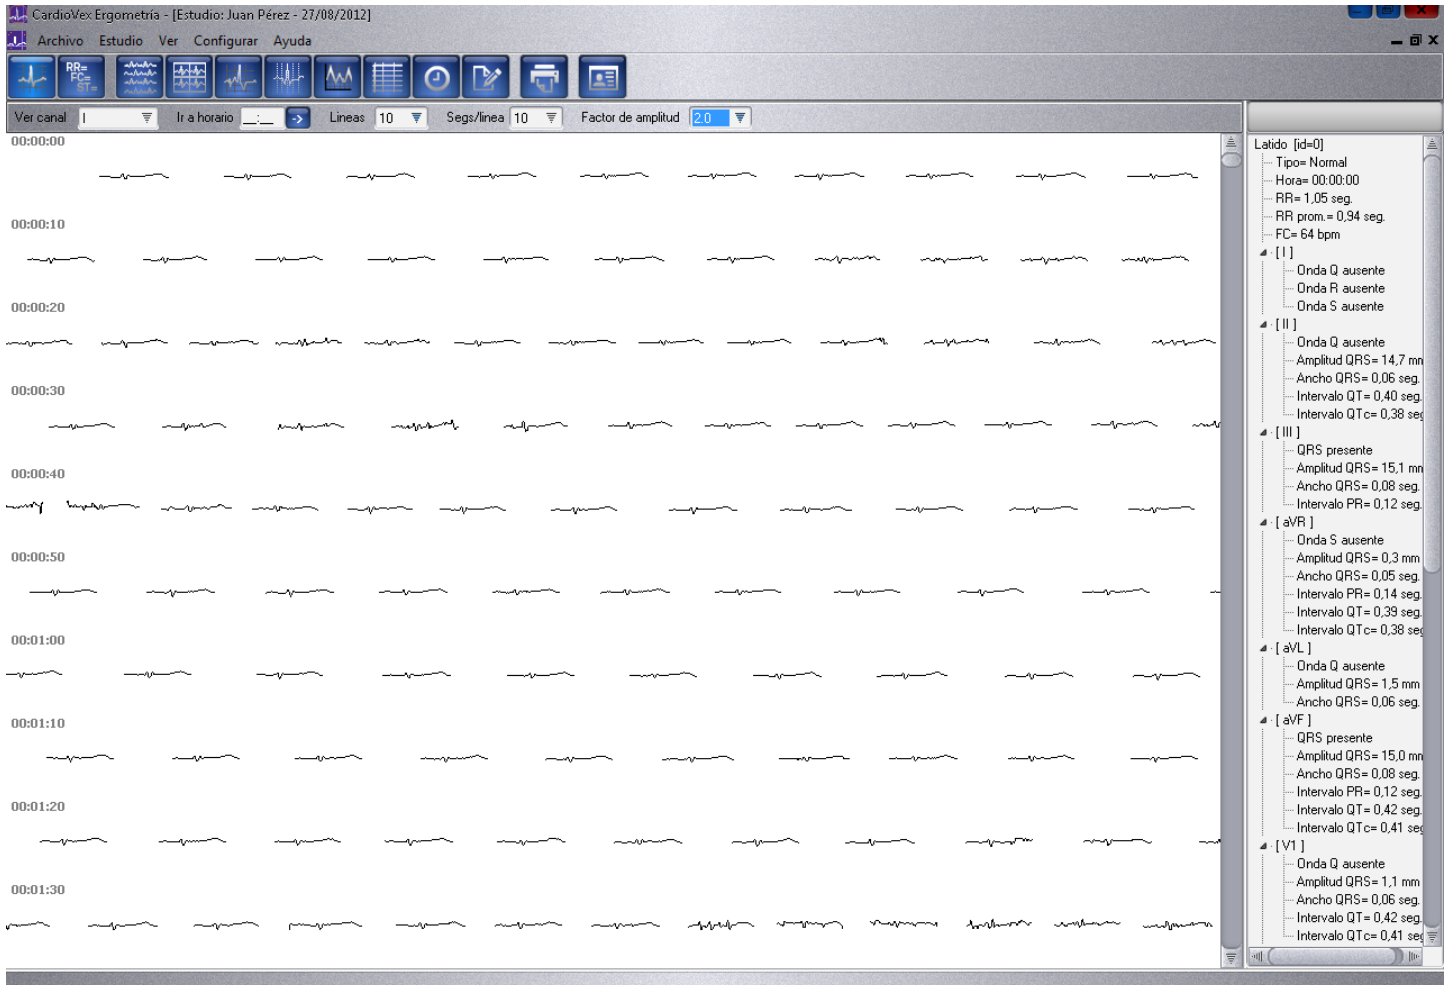 CardioVex Ergometría - [Estudio: Juan Pérez - 27/08/2012]
Archivo Estudio Ver Configurar Ayuda
RR=
FC=
ST=
Ver canal I Ir a horario __:__ -> Lineas 10 Segs/linea 10 Factor de amplitud 2.0
00:00:00
00:00:10
00:00:20
00:00:30
00:00:40
00:00:50
00:01:00
00:01:10
00:01:20
00:01:30
Latido [id=0]
Tipo= Normal
Hora= 00:00:00
RR= 1,05 seg.
RR prom.= 0,94 seg.
FC= 64 bpm
[ I ]
Onda Q ausente
Onda R ausente
Onda S ausente
[ II ]
Onda Q ausente
Amplitud QRS= 14,7 mm
Ancho QRS= 0,06 seg.
Intervalo QT= 0,40 seg.
Intervalo QTc= 0,38 seg
[ III ]
QRS presente
Amplitud QRS= 15,1 mm
Ancho QRS= 0,08 seg.
Intervalo PR= 0,12 seg.
[ aVR ]
Onda S ausente
Amplitud QRS= 0,3 mm
Ancho QRS= 0,05 seg.
Intervalo PR= 0,14 seg.
Intervalo QT= 0,39 seg.
Intervalo QTc= 0,38 seg
[ aVL ]
Onda Q ausente
Amplitud QRS= 1,5 mm
Ancho QRS= 0,06 seg.
[ aVF ]
QRS presente
Amplitud QRS= 15,0 mm
Ancho QRS= 0,08 seg.
Intervalo PR= 0,12 seg.
Intervalo QT= 0,42 seg.
Intervalo QTc= 0,41 seg
[ V1 ]
Onda Q ausente
Amplitud QRS= 1,1 mm
Ancho QRS= 0,06 seg.
Intervalo QT= 0,42 seg.
Intervalo QTc= 0,41 seg